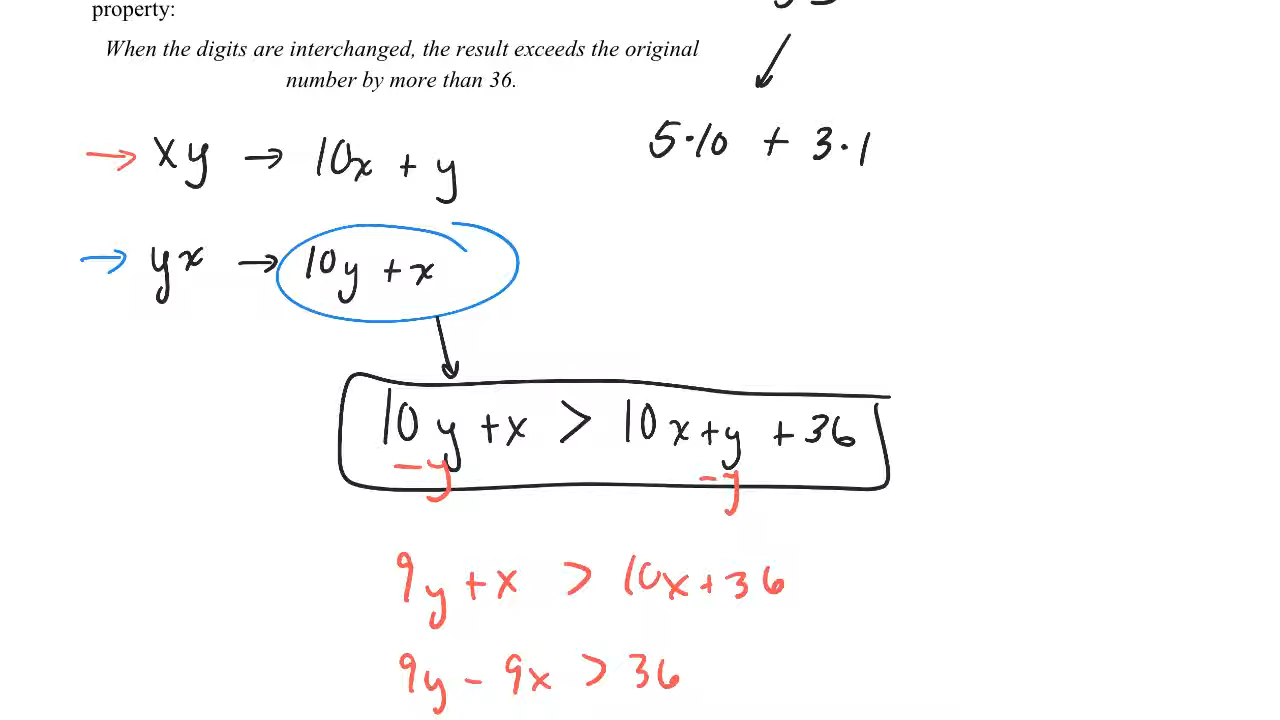 property:
When the digits are interchanged, the result exceeds the original
number by more than 36.
→ xy → 10x + y
5·10 + 3·1
→ yx → 10y + x
10y + x > 10x + y + 36
-y -y
9y + x > 10x + 36
9y - 9x > 36